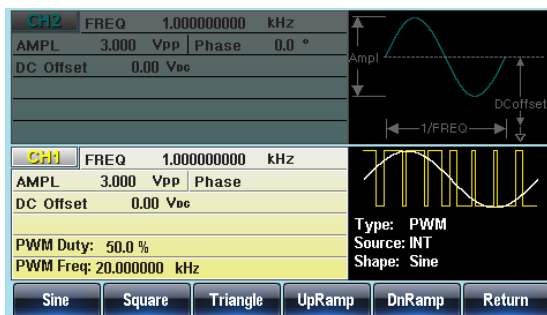 CH2 FREQ 1.000000000 kHz
AMPL 3.000 Vpp Phase 0.0 °
DC Offset 0.00 VDC
Ampl
DCoffset
1/FREQ
CH1 FREQ 1.000000000 kHz
AMPL 3.000 Vpp Phase
DC Offset 0.00 VDC
PWM Duty: 50.0 %
PWM Freq: 20.000000 kHz
Type: PWM
Source: INT
Shape: Sine
Sine Square Triangle UpRamp DnRamp Return